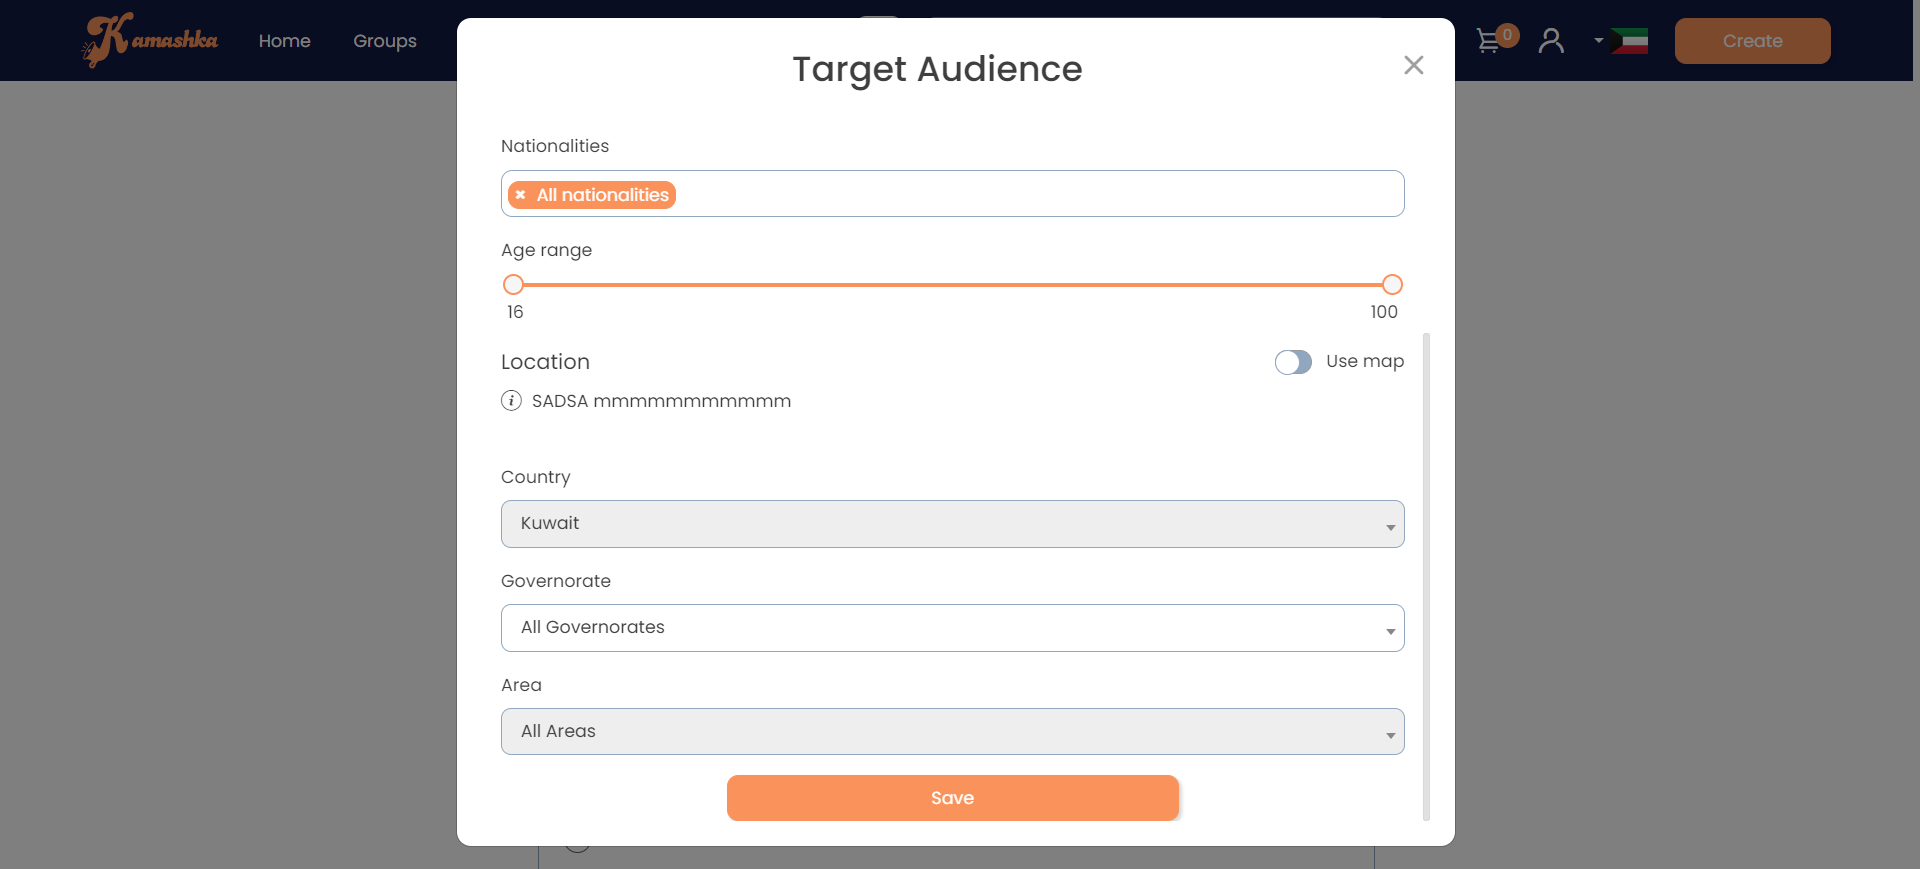 Kamashka
Home
Groups
0
Create
Target Audience
Nationalities
All nationalities
Age range
16
100
Location
Use map
SADSA mmmmmmmmmmm
Country
Kuwait
Governorate
All Governorates
Area
All Areas
Save